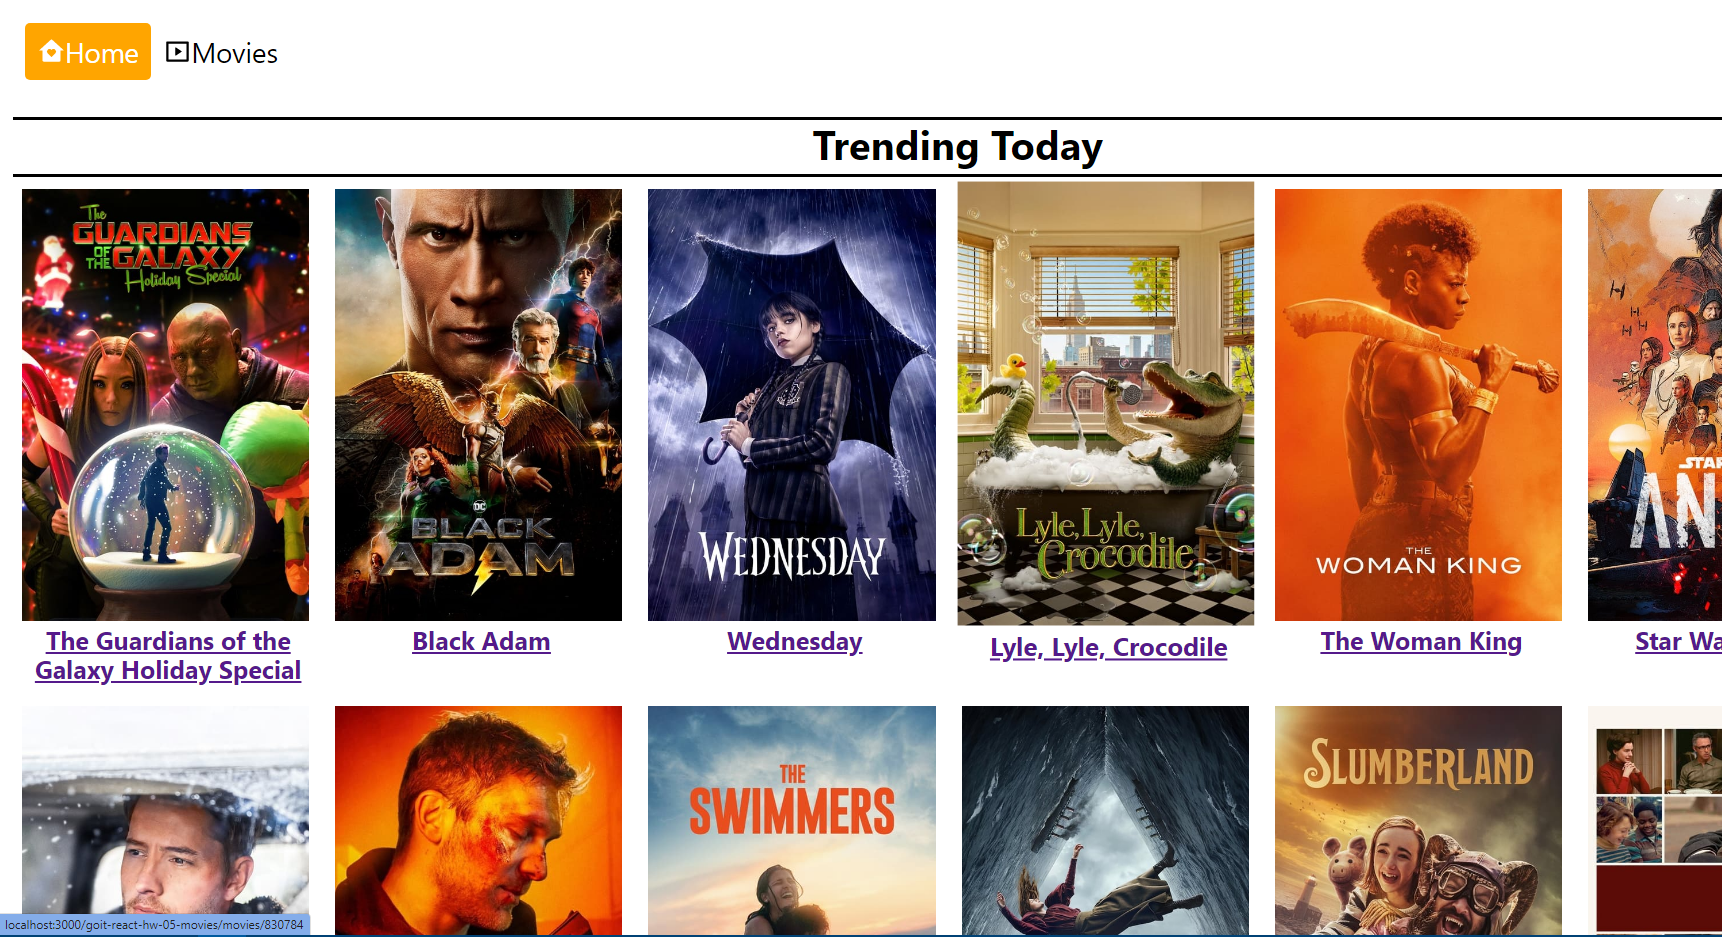 Home Movies
Trending Today
The
GUARDIANS
OF THE GALAXY
Holiday Special
DC
BLACK
ADAM
WEDNESDAY
Lyle, Lyle,
Crocodile
THE
WOMAN KING
STAR
AN
The Guardians of the
Galaxy Holiday Special
Black Adam
Wednesday
Lyle, Lyle, Crocodile
The Woman King
Star Wa
THE
SWIMMERS
SLUMBERLAND
localhost:3000/goit-react-hw-05-movies/movies/830784